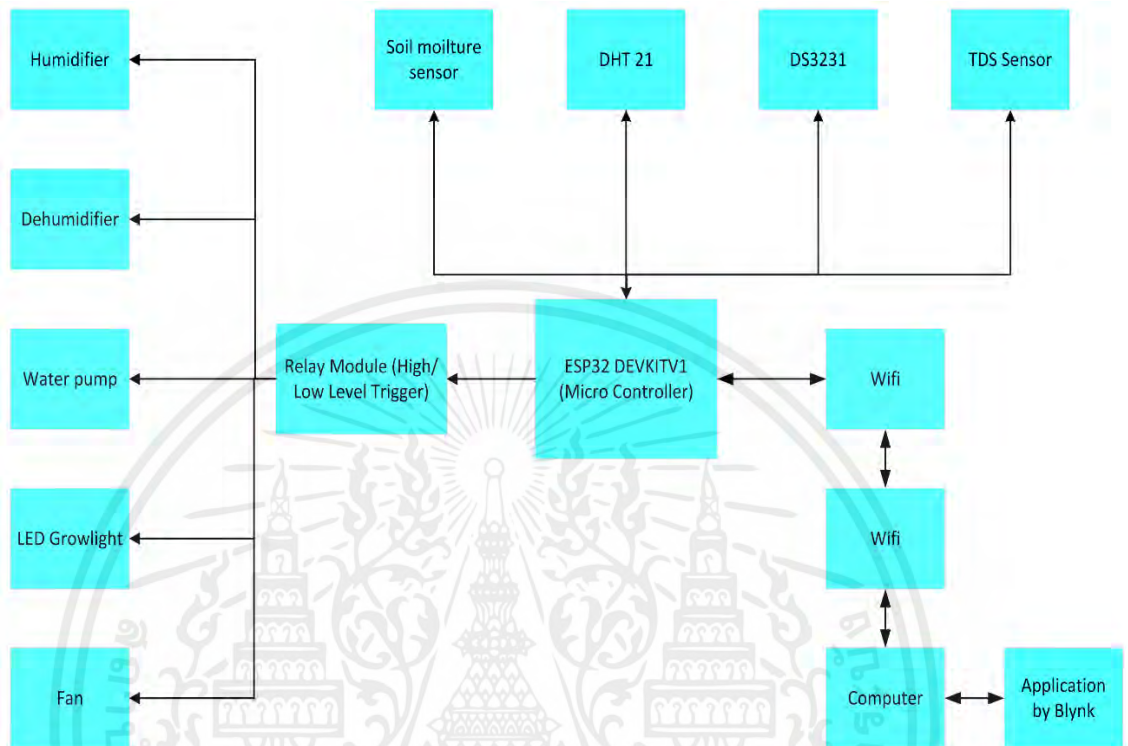 Humidifier
Soil moilture
sensor
DHT 21
DS3231
TDS Sensor
Dehumidifier
Water pump
Relay Module (High/
Low Level Trigger)
ESP32 DEVKITV1
(Micro Controller)
Wifi
LED Growlight
Wifi
Fan
Computer
Application
by Blynk